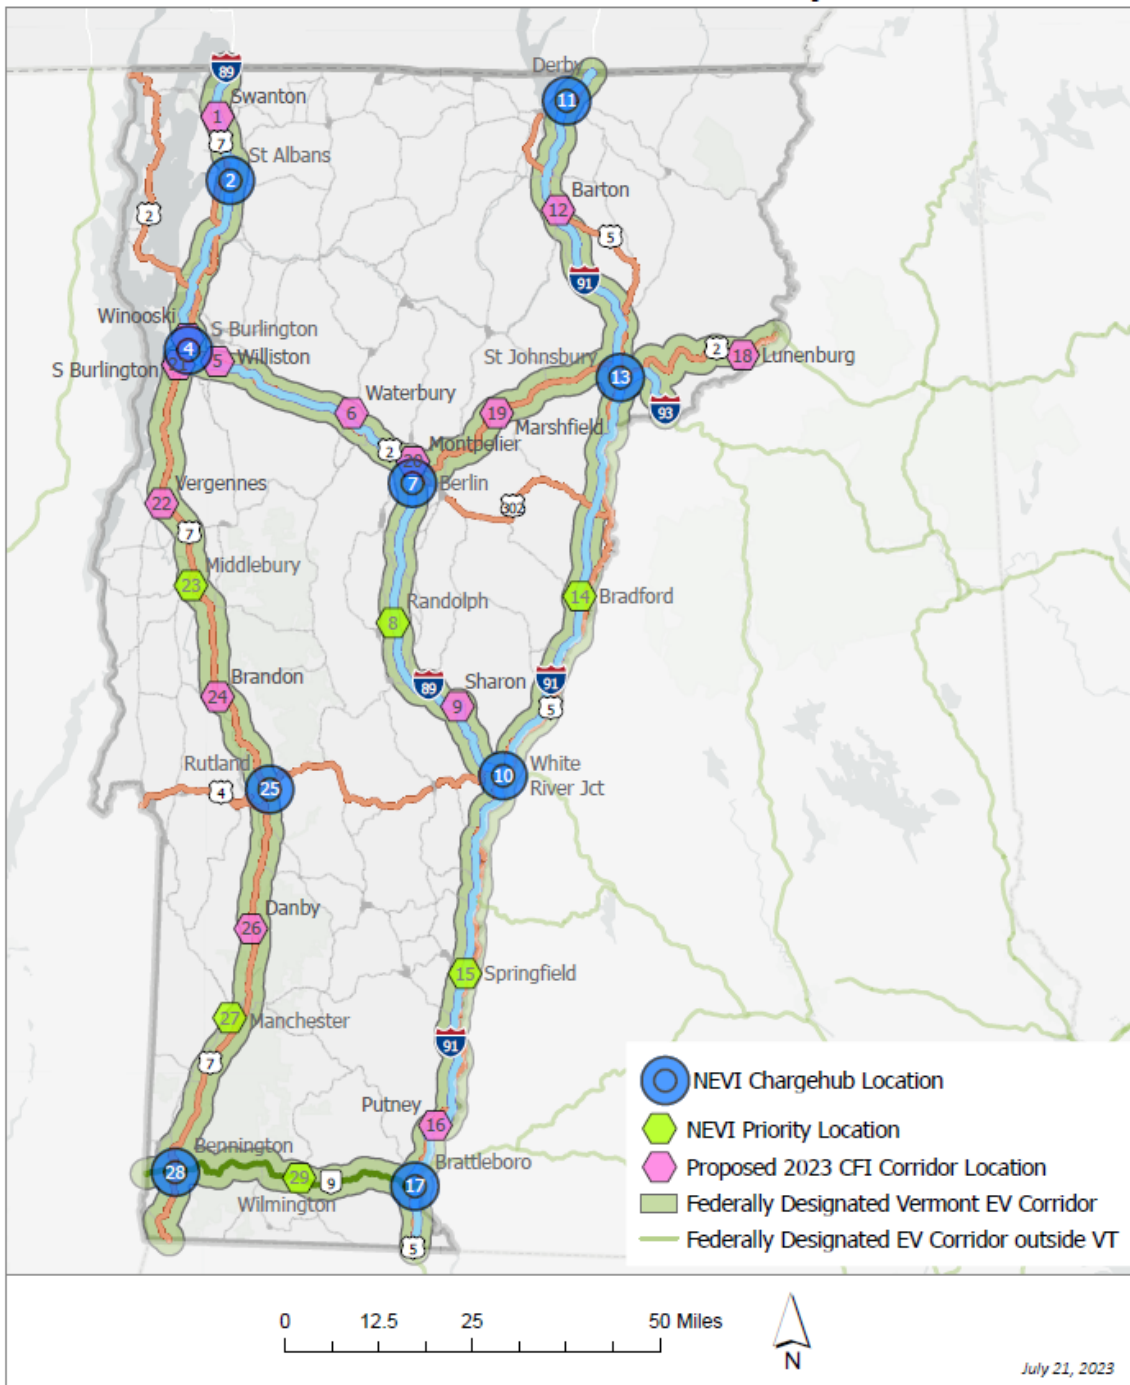 89
Derby
11
Swanton
1
7
St Albans
2
Barton
12
2
5
91
Winooski
S Burlington
4
5
Williston
S Burlington
St Johnsbury
2
18
Lunenburg
13
93
Waterbury
6
19
Marshfield
2
Montpelier
20
7
Berlin
302
Vergennes
22
7
Middlebury
23
14
Bradford
Randolph
8
Brandon
24
89
Sharon
9
91
5
Rutland
25
4
10
White
River Jct
Danby
26
15
Springfield
27
Manchester
91
7
Putney
16
Bennington
28
29
9
Wilmington
Brattleboro
17
5
NEVI Chargehub Location
NEVI Priority Location
Proposed 2023 CFI Corridor Location
Federally Designated Vermont EV Corridor
Federally Designated EV Corridor outside VT
0 12.5 25 50 Miles
N
July 21, 2023